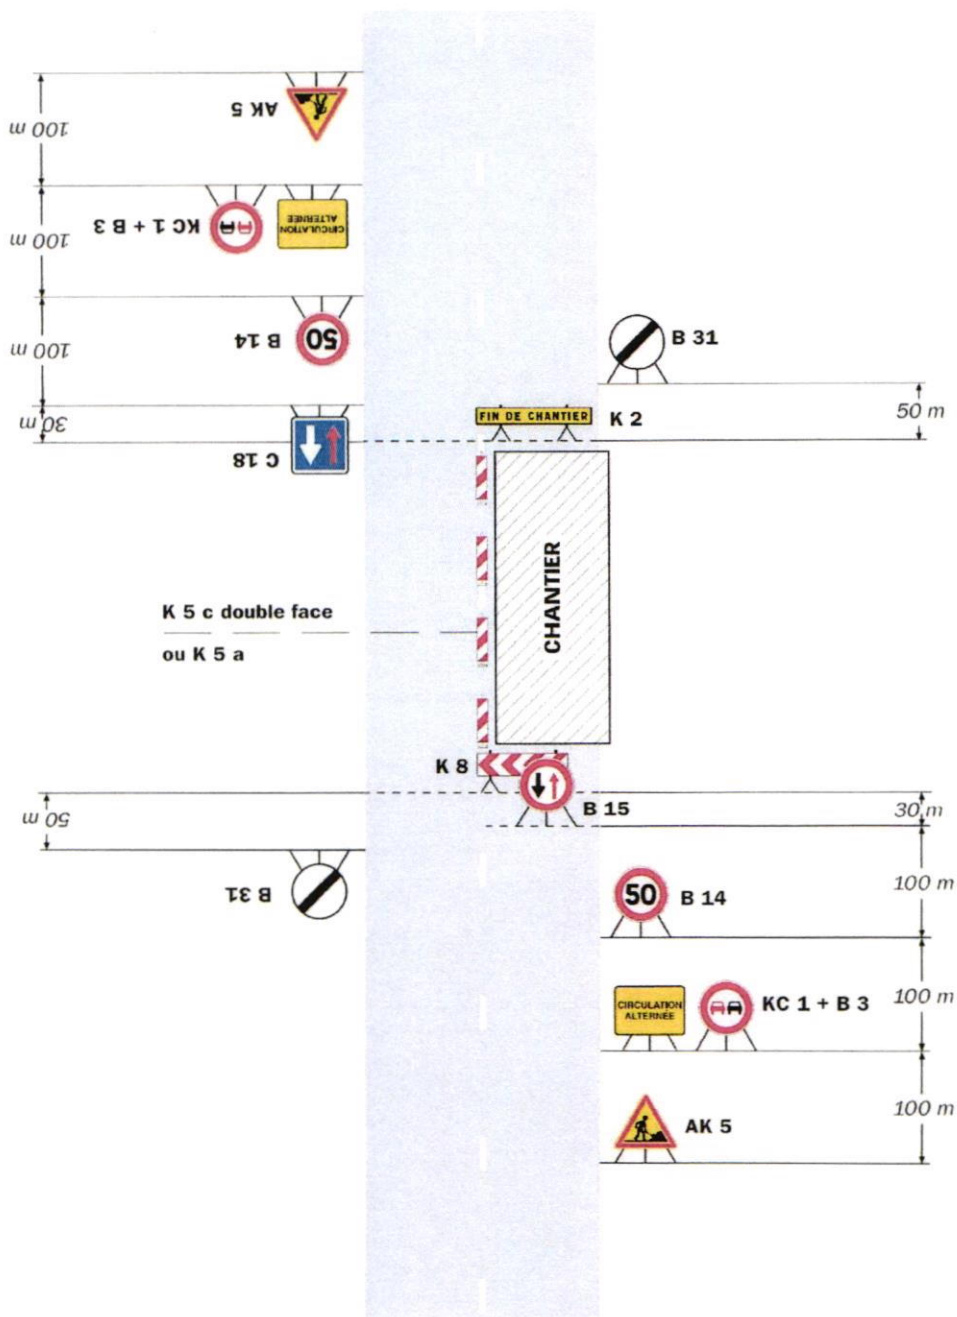 AK 5
100 m
KC 1 + B 3
CIRCULATION
ALTERNÉE
100 m
B 14
50
100 m
C 18
30 m
B 31
50 m
FIN DE CHANTIER
K 2
CHANTIER
K 5 c double face
ou K 5 a
K 8
B 15
30 m
50 m
B 31
50
B 14
100 m
CIRCULATION
ALTERNÉE
KC 1 + B 3
100 m
AK 5
100 m